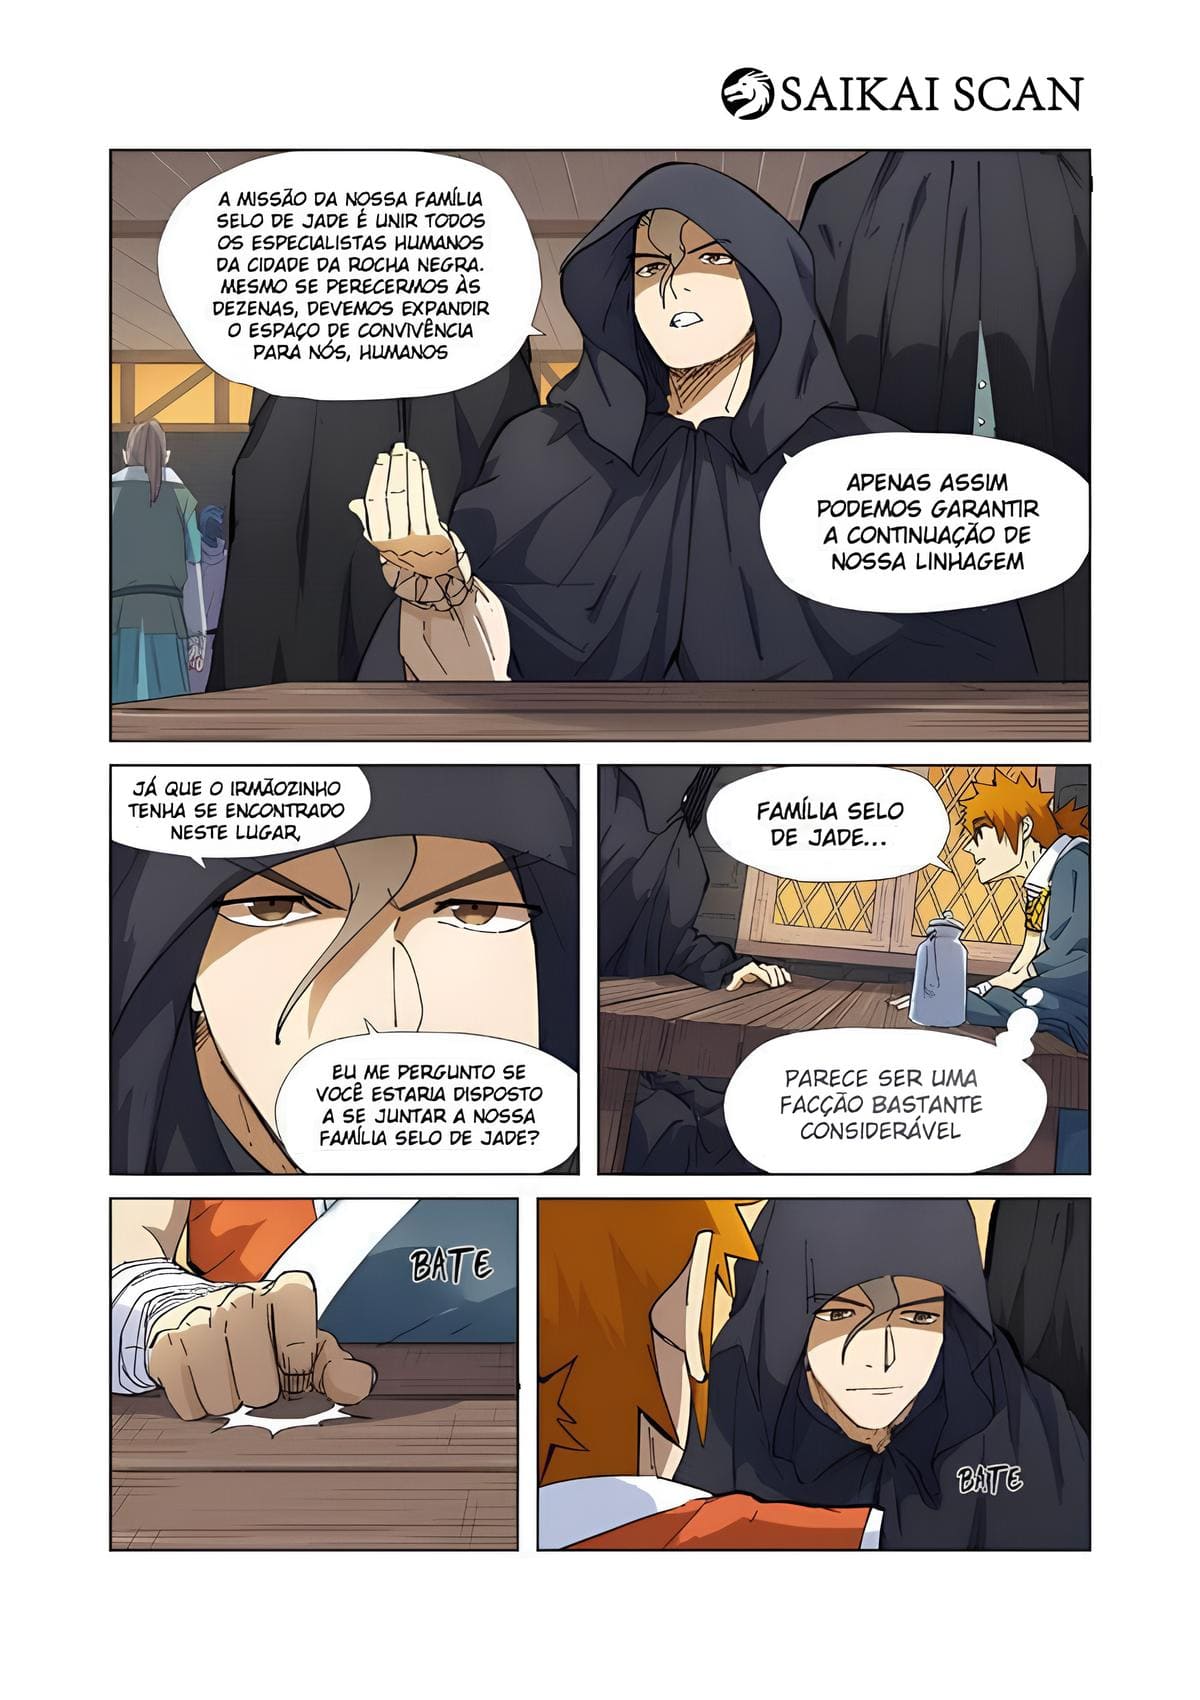 SAIKAI SCAN
A MISSÃO DA NOSSA FAMÍLIA
SELO DE JADE É UNIR TODOS
OS ESPECIALISTAS HUMANOS
DA CIDADE DA ROCHA NEGRA.
MESMO SE PERECERMOS ÀS
DEZENAS, DEVEMOS EXPANDIR
O ESPAÇO DE CONVIVÊNCIA
PARA NÓS, HUMANOS
APENAS ASSIM
PODEMOS GARANTIR
A CONTINUAÇÃO DE
NOSSA LINHAGEM
JÁ QUE O IRMÃOZINHO
TENHA SE ENCONTRADO
NESTE LUGAR,
EU ME PERGUNTO SE
VOCÊ ESTARIA DISPOSTO
A SE JUNTAR A NOSSA
FAMÍLIA SELO DE JADE?
FAMÍLIA SELO
DE JADE...
PARECE SER UMA
FACÇÃO BASTANTE
CONSIDERÁVEL
BATE
BATE